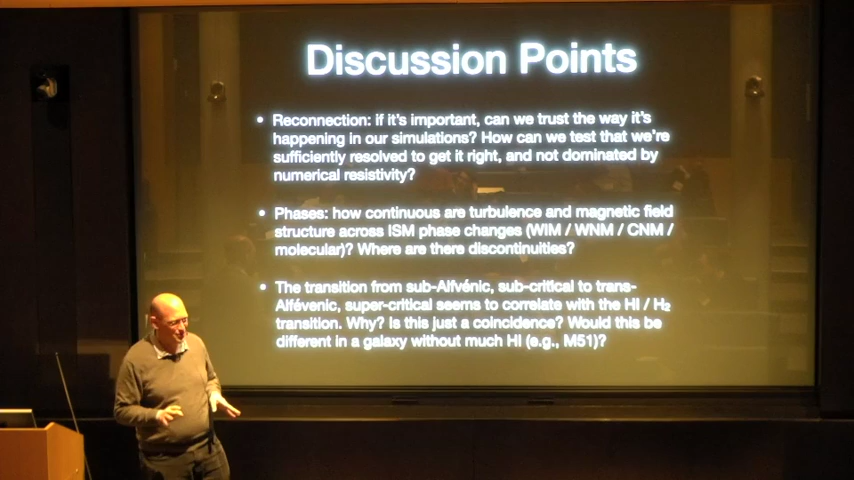 Discussion Points
• Reconnection: if it's important, can we trust the way it's
happening in our simulations? How can we test that we're
sufficiently resolved to get it right, and not dominated by
numerical resistivity?
• Phases: how continuous are turbulence and magnetic field
structure across ISM phase changes (WIM / WNM / CNM /
molecular)? Where are there discontinuities?
• The transition from sub-Alfvénic, sub-critical to trans-
Alfévenic, super-critical seems to correlate with the HI / H₂
transition. Why? Is this just a coincidence? Would this be
different in a galaxy without much HI (e.g., M51)?